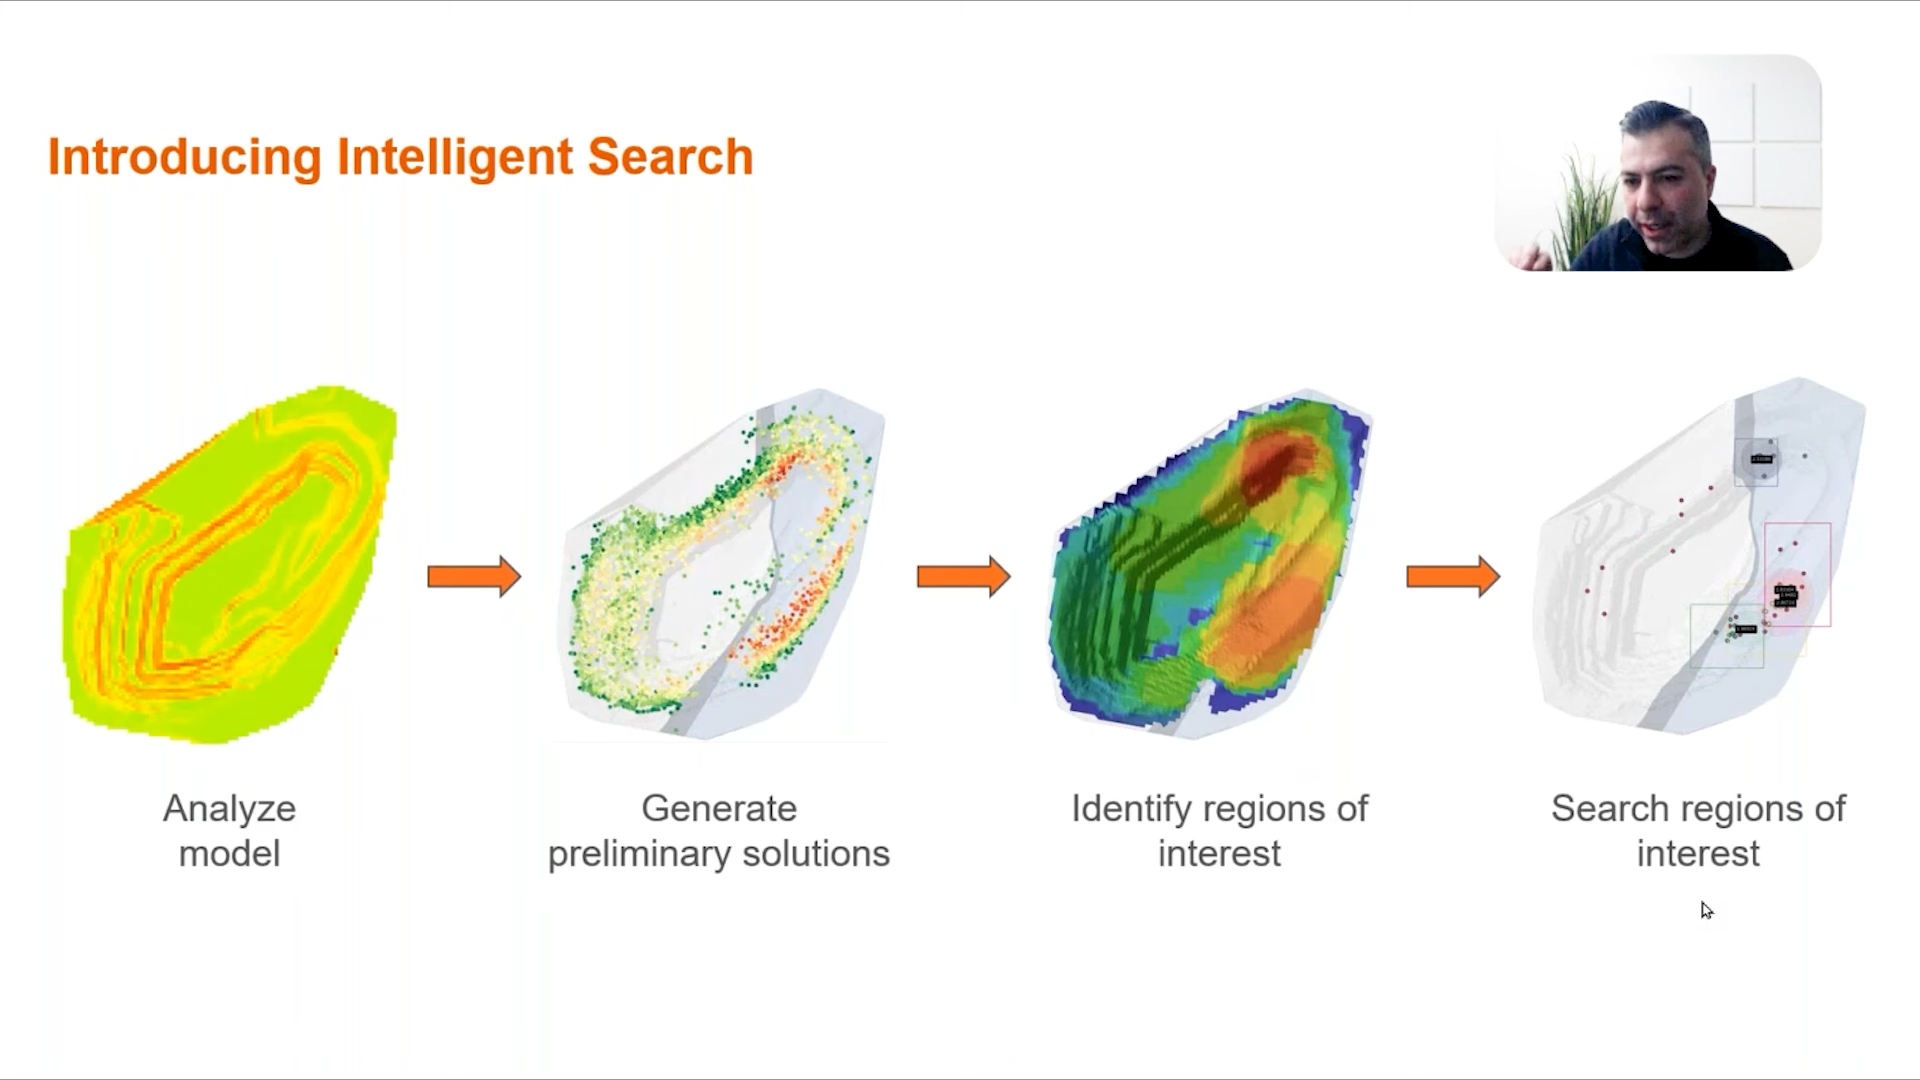 Introducing Intelligent Search
Analyze
model
Generate
preliminary solutions
Identify regions of
interest
Search regions of
interest